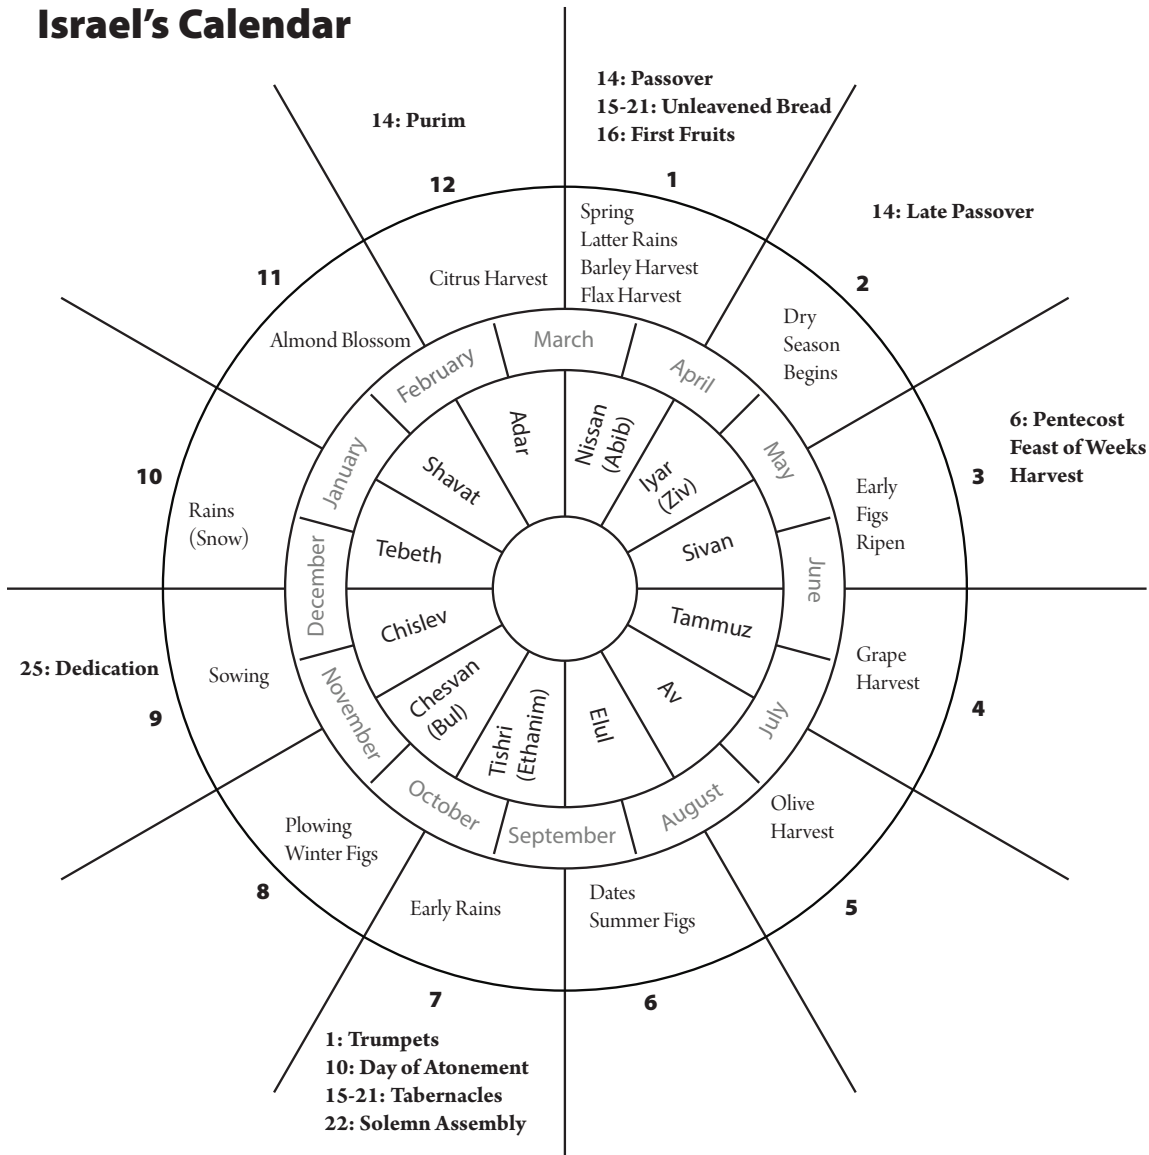 Israel’s Calendar
14: Passover
15-21: Unleavened Bread
16: First Fruits
14: Purim
12
1
14: Late Passover
Spring
Latter Rains
Barley Harvest
Flax Harvest
Citrus Harvest
11
2
Dry
Season
Begins
Almond Blossom
March
February
April
6: Pentecost
Feast of Weeks
Harvest
Adar
Nissan
(Abib)
January
May
10
3
Shavat
Iyar
(Ziv)
Early
Figs
Ripen
Rains
(Snow)
Tebeth
Sivan
December
June
Chislev
Tammuz
25: Dedication
Sowing
Grape
Harvest
9
4
Chesvan
(Bul)
Av
November
July
Tishri
(Ethanim)
Elul
October
August
September
Olive
Harvest
Plowing
Winter Figs
8
5
Early Rains
Dates
Summer Figs
7
6
1: Trumpets
10: Day of Atonement
15-21: Tabernacles
22: Solemn Assembly